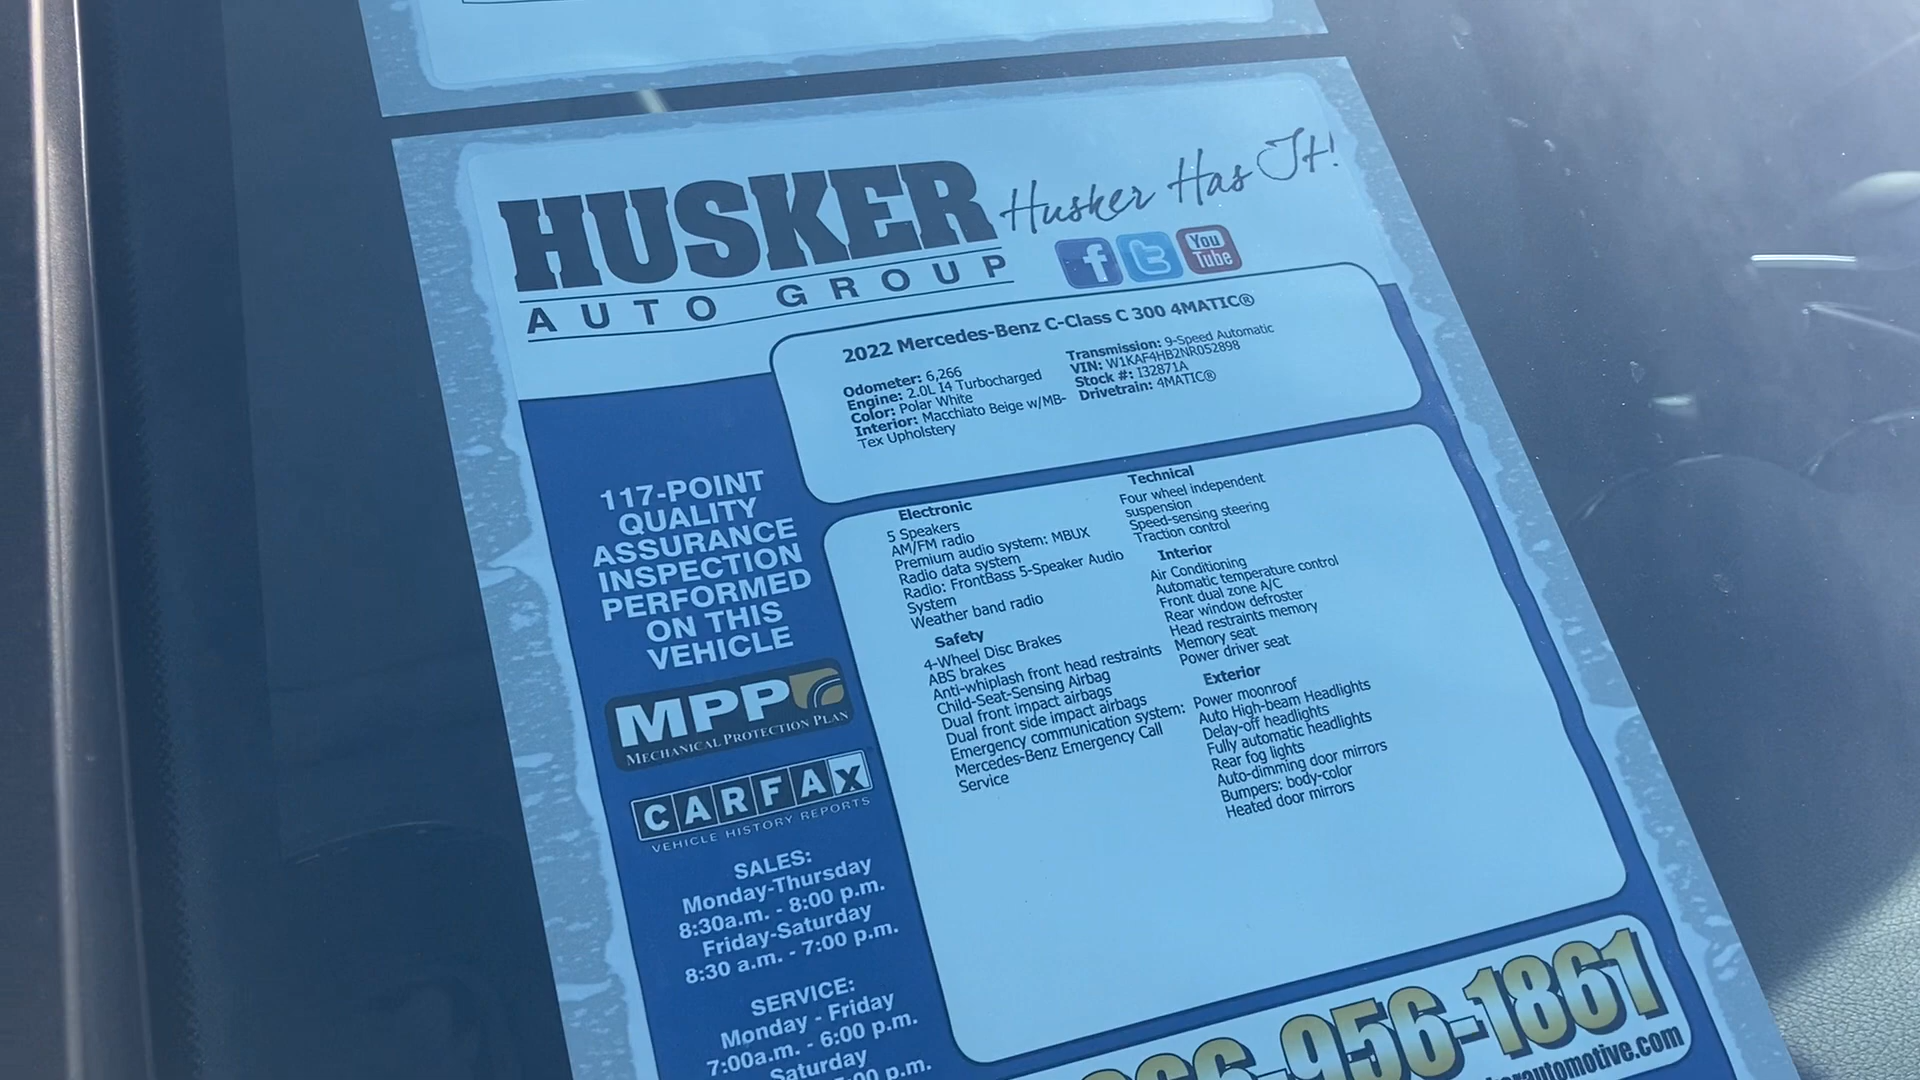 HUSKER
AUTO GROUP
Husker Has It!
f
t
You
Tube
2022 Mercedes-Benz C-Class C 300 4MATIC®
Odometer: 6,266
Engine: 2.0L I4 Turbocharged
Color: Polar White
Interior: Macchiato Beige w/MB-
Tex Upholstery
Transmission: 9-Speed Automatic
VIN: W1KAF4HB2NR052898
Stock #: I32871A
Drivetrain: 4MATIC®
117-POINT
QUALITY
ASSURANCE
INSPECTION
PERFORMED
ON THIS
VEHICLE
MPP
MECHANICAL PROTECTION PLAN
CARFAX
VEHICLE HISTORY REPORTS
SALES:
Monday-Thursday
8:30a.m. - 8:00 p.m.
Friday-Saturday
8:30 a.m. - 7:00 p.m.
SERVICE:
Monday - Friday
7:00a.m. - 6:00 p.m.
Saturday
:00 p.m.
Electronic
5 Speakers
AM/FM radio
Premium audio system: MBUX
Radio data system
Radio: FrontBass 5-Speaker Audio
System
Weather band radio
Safety
4-Wheel Disc Brakes
ABS brakes
Anti-whiplash front head restraints
Child-Seat-Sensing Airbag
Dual front impact airbags
Dual front side impact airbags
Emergency communication system:
Mercedes-Benz Emergency Call
Service
Technical
Four wheel independent
suspension
Speed-sensing steering
Traction control
Interior
Air Conditioning
Automatic temperature control
Front dual zone A/C
Rear window defroster
Head restraints memory
Memory seat
Power driver seat
Exterior
Power moonroof
Auto High-beam Headlights
Delay-off headlights
Fully automatic headlights
Rear fog lights
Auto-dimming door mirrors
Bumpers: body-color
Heated door mirrors
66-956-1861
erautomotive.com